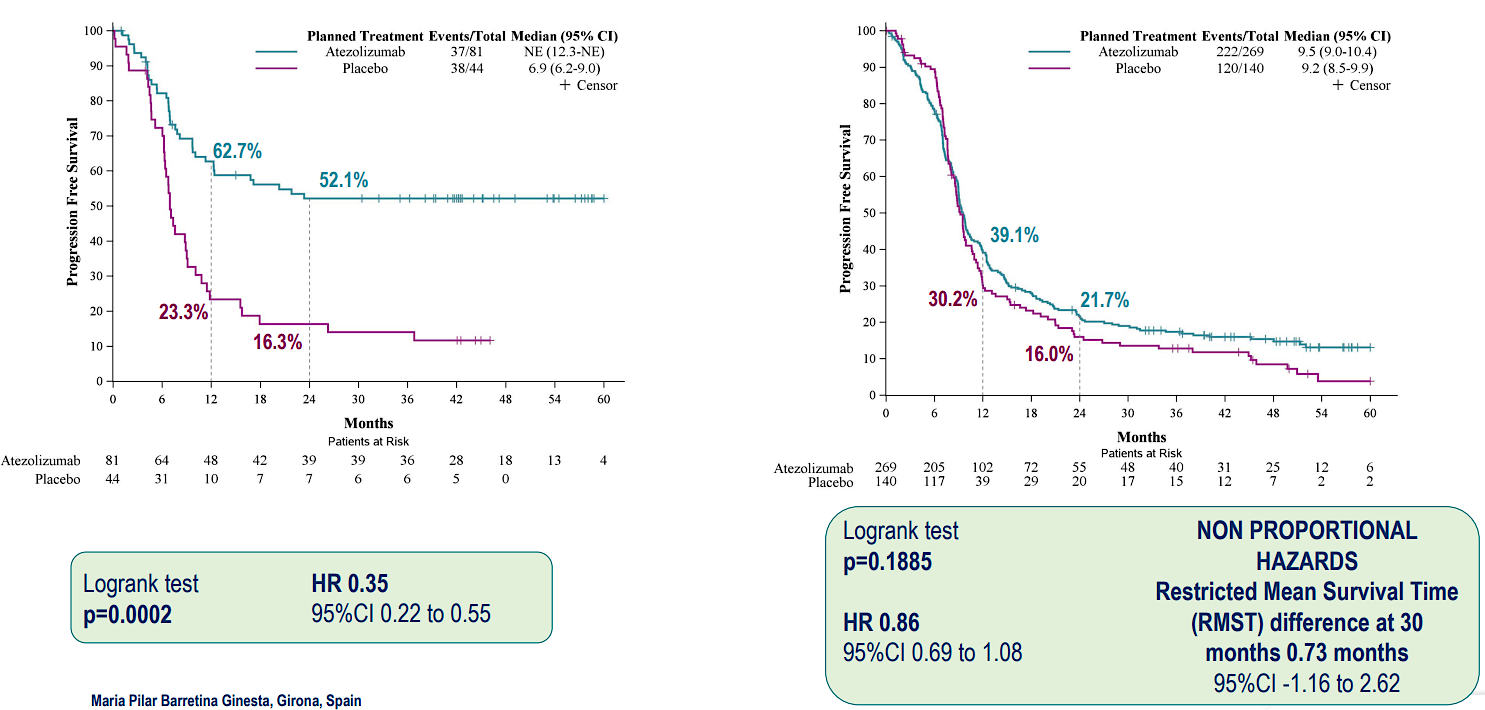 Planned Treatment Events/Total Median (95% CI)
Atezolizumab 37/81 NE (12.3-NE)
Placebo 38/44 6.9 (6.2-9.0)
+ Censor
Progression Free Survival
100
90
80
70
60
50
40
30
20
10
0
62.7%
52.1%
23.3%
16.3%
0 6 12 18 24 30 36 42 48 54 60
Months
Patients at Risk
Atezolizumab 81 64 48 42 39 39 36 28 18 13 4
Placebo 44 31 10 7 7 6 6 5 0
Logrank test
p=0.0002
HR 0.35
95%CI 0.22 to 0.55
Maria Pilar Barretina Ginesta, Girona, Spain
Planned Treatment Events/Total Median (95% CI)
Atezolizumab 222/269 9.5 (9.0-10.4)
Placebo 120/140 9.2 (8.5-9.9)
+ Censor
Progression Free Survival
100
90
80
70
60
50
40
30
20
10
0
39.1%
30.2%
21.7%
16.0%
0 6 12 18 24 30 36 42 48 54 60
Months
Patients at Risk
Atezolizumab 269 205 102 72 55 48 40 31 25 12 6
Placebo 140 117 39 29 20 17 15 12 7 2 2
Logrank test
p=0.1885
HR 0.86
95%CI 0.69 to 1.08
NON PROPORTIONAL
HAZARDS
Restricted Mean Survival Time
(RMST) difference at 30
months 0.73 months
95%CI -1.16 to 2.62